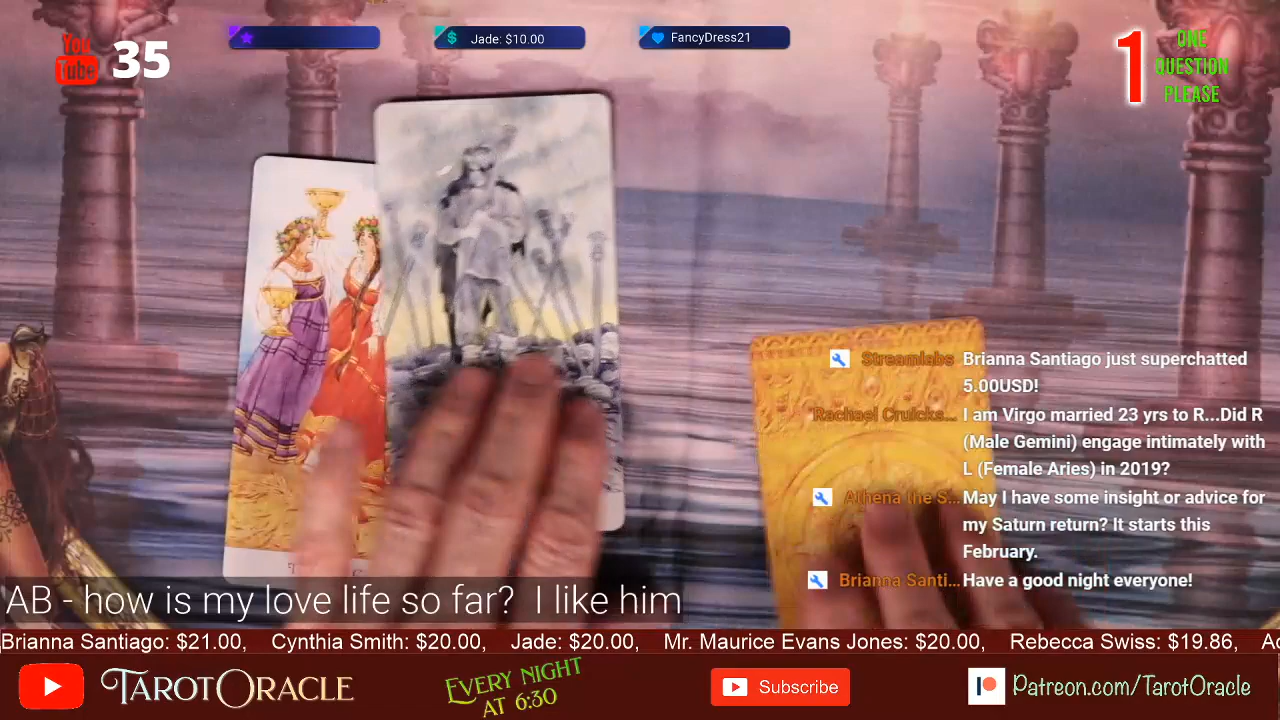 You
Tube
35
Jade: $10.00
FancyDress21
1
ONE
QUESTION
PLEASE
Streamlabs Brianna Santiago just superchatted
5.00USD!
Rachael Cruicks... I am Virgo married 23 yrs to R...Did R
(Male Gemini) engage intimately with
L (Female Aries) in 2019?
Athena the S... May I have some insight or advice for
my Saturn return? It starts this
February.
Brianna Santi... Have a good night everyone!
AB - how is my love life so far? I like him
Brianna Santiago: $21.00, Cynthia Smith: $20.00, Jade: $20.00, Mr. Maurice Evans Jones: $20.00, Rebecca Swiss: $19.86,
TAROTORACLE
EVERY NIGHT
AT 6:30
Subscribe
Patreon.com/TarotOracle